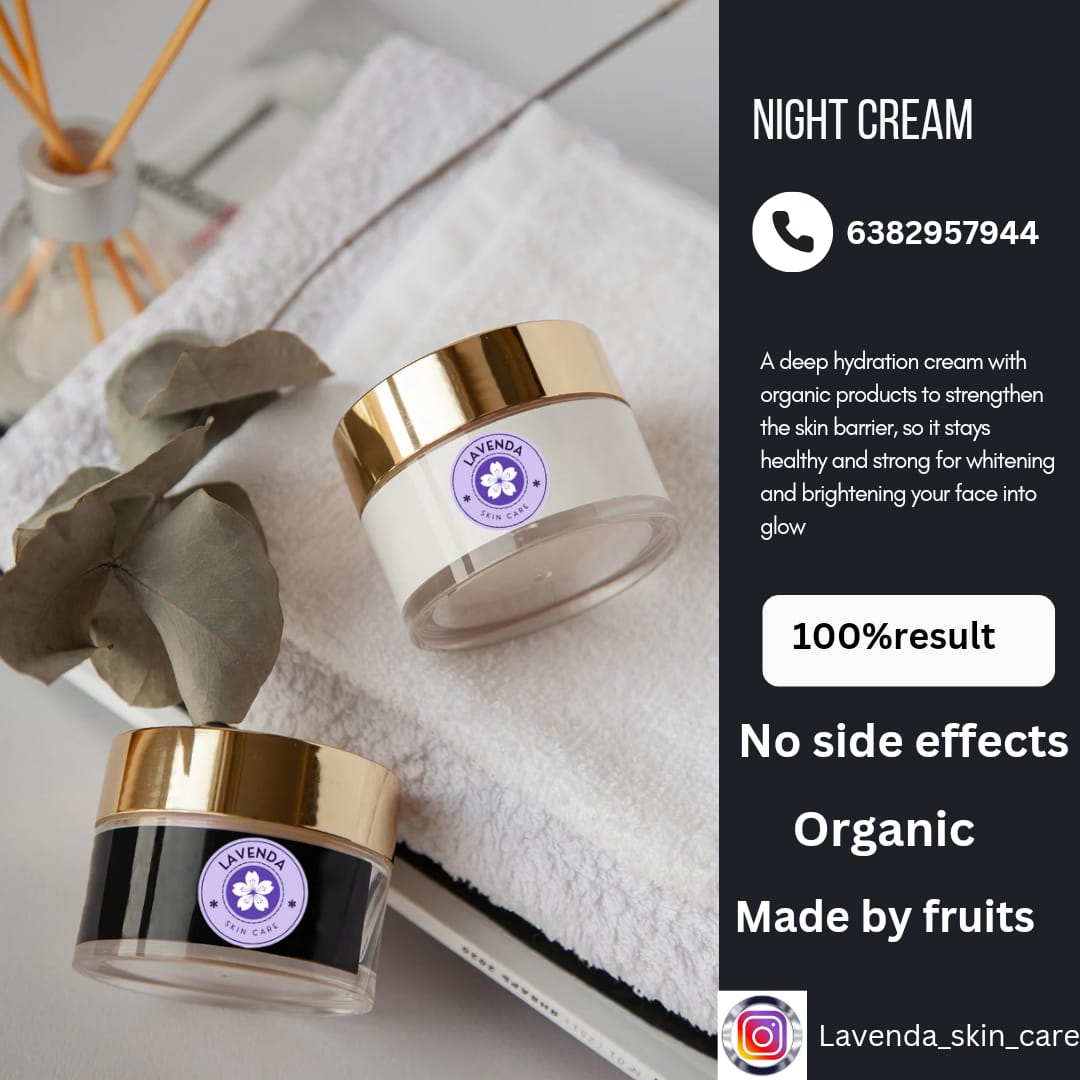 NIGHT CREAM
6382957944
A deep hydration cream with
organic products to strengthen
the skin barrier, so it stays
healthy and strong for whitening
and brightening your face into
glow
100%result
No side effects
Organic
Made by fruits
Lavenda_skin_care
LAVENDA
SKIN CARE
LAVENDA
SKIN CARE